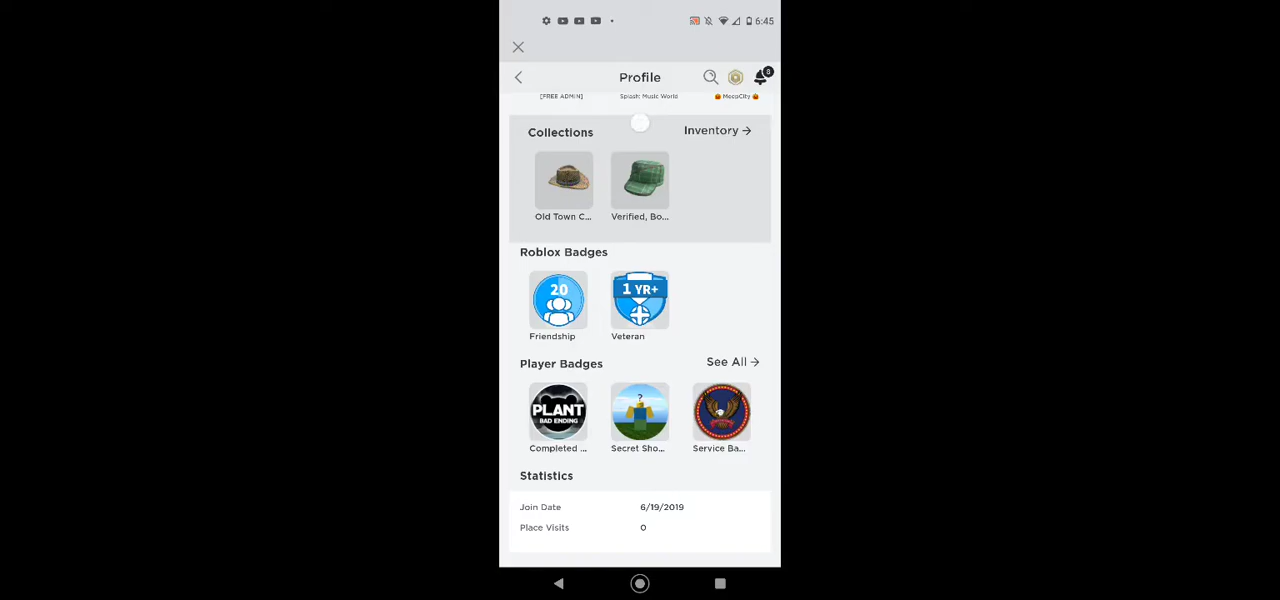 6:45
Profile
8
[FREE ADMIN] Splash: Music World 🎃 MecoCity 🎃
Collections Inventory →
Old Town C... Verified, Bo...
Roblox Badges
20 1 YR+
Friendship Veteran
Player Badges See All →
PLANT ?
BAD ENDING
Completed ... Secret Sho... Service Ba...
Statistics
Join Date 6/19/2019
Place Visits 0